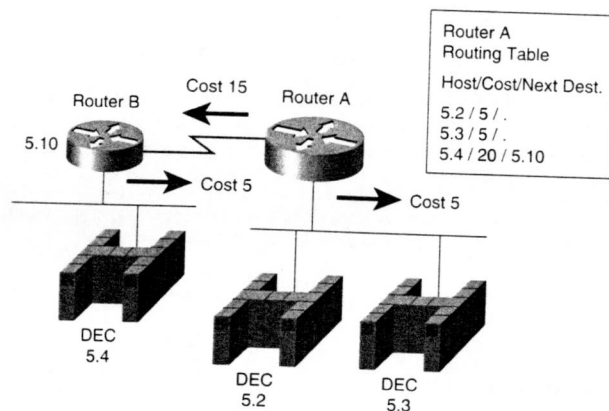 Router A
Routing Table
Host/Cost/Next Dest.
5.2 / 5 / .
5.3 / 5 / .
5.4 / 20 / 5.10
Cost 15
Router B
Router A
5.10
Cost 5
Cost 5
DEC
5.4
DEC
5.2
DEC
5.3